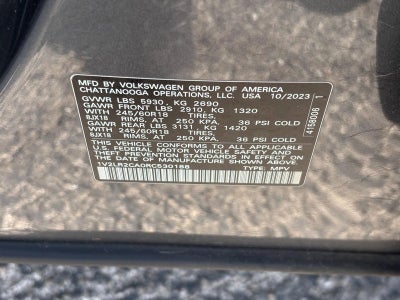 MFD BY VOLKSWAGEN GROUP OF AMERICA
CHATTANOOGA OPERATIONS, LLC. USA 10/2023
GVWR LBS 5930, KG 2690
GAWR FRONT LBS 2910, KG 1320
WITH 245/60R18 TIRES,
8JX18 RIMS, AT 250 KPA, 36 PSI COLD
GAWR REAR LBS 3131, KG 1420
WITH 245/60R18 TIRES,
8JX18 RIMS, AT 250 KPA, 36 PSI COLD
THIS VEHICLE CONFORMS TO ALL APPLICABLE
U.S. FEDERAL MOTOR VEHICLE SAFETY AND
THEFT PREVENTION STANDARDS IN EFFECT ON
THE DATE OF MANUFACTURE SHOWN ABOVE
1V2LR2CA0RC530188 TYPE: MPV
4158006 1